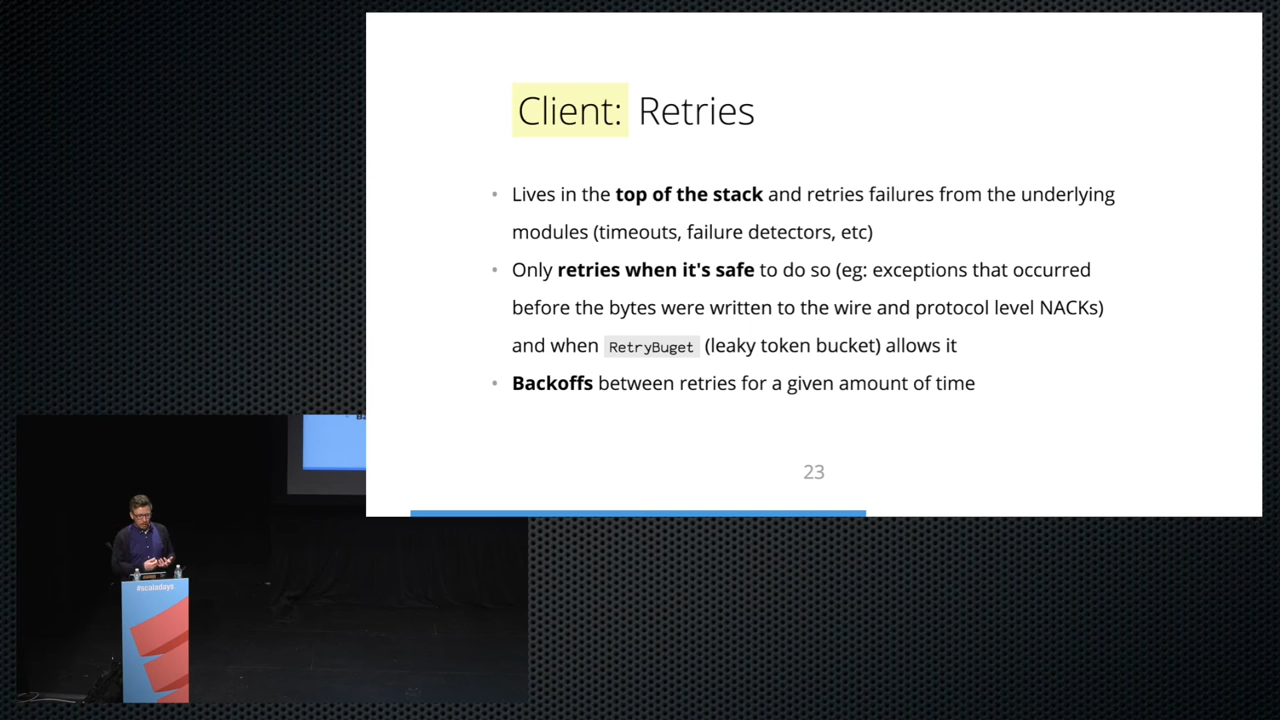 Client: Retries
• Lives in the top of the stack and retries failures from the underlying
modules (timeouts, failure detectors, etc)
• Only retries when it's safe to do so (eg: exceptions that occurred
before the bytes were written to the wire and protocol level NACKs)
and when RetryBuget (leaky token bucket) allows it
• Backoffs between retries for a given amount of time
23
#scaladays